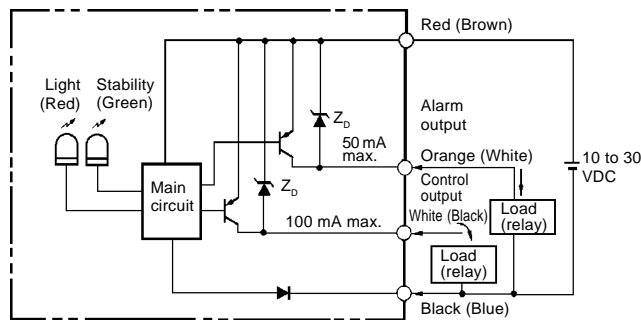 Red (Brown)
Light
(Red)
Stability
(Green)
Z_D
Alarm
output
50 mA
max.
Orange (White)
10 to 30
VDC
Main
circuit
Z_D
Control
output
100 mA max.
White (Black)
Load
(relay)
Load
(relay)
Black (Blue)